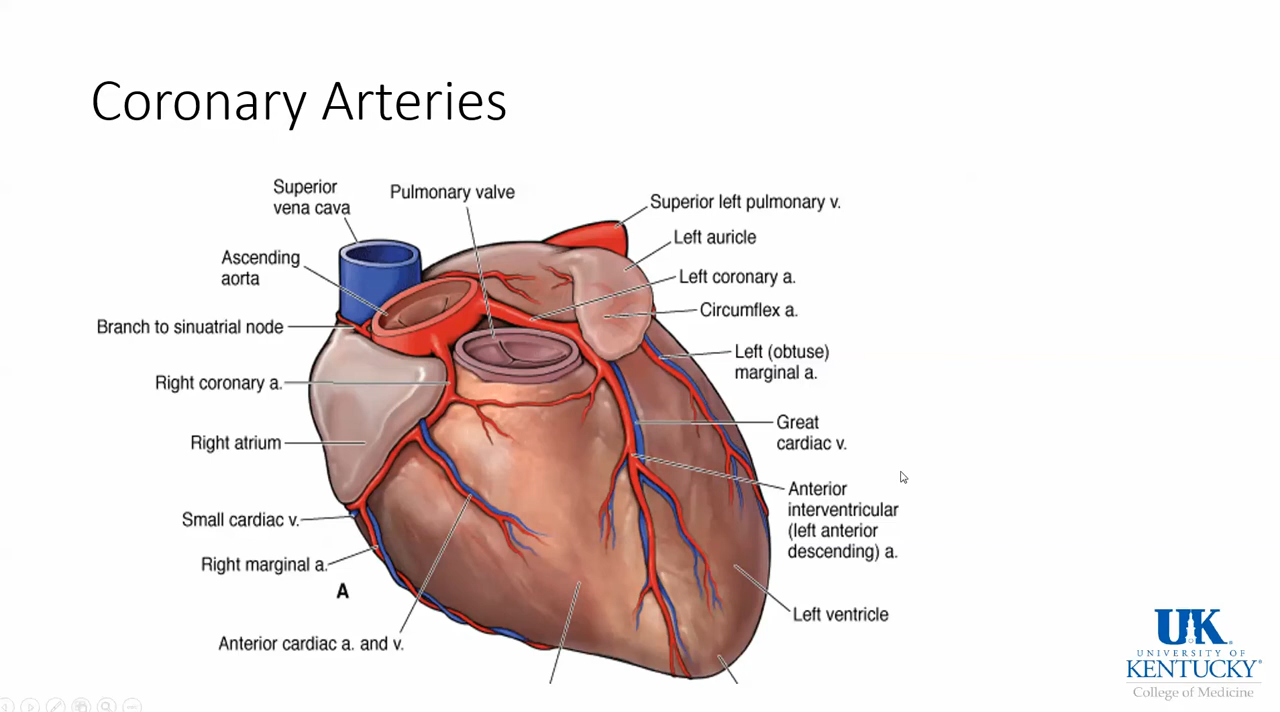 Coronary Arteries
Superior
vena cava
Pulmonary valve
Superior left pulmonary v.
Left auricle
Ascending
aorta
Left coronary a.
Circumflex a.
Branch to sinuatrial node
Left (obtuse)
marginal a.
Right coronary a.
Great
cardiac v.
Right atrium
Anterior
interventricular
(left anterior
descending) a.
Small cardiac v.
Right marginal a.
A
Left ventricle
Anterior cardiac a. and v.
UK
UNIVERSITY OF
KENTUCKY®
College of Medicine